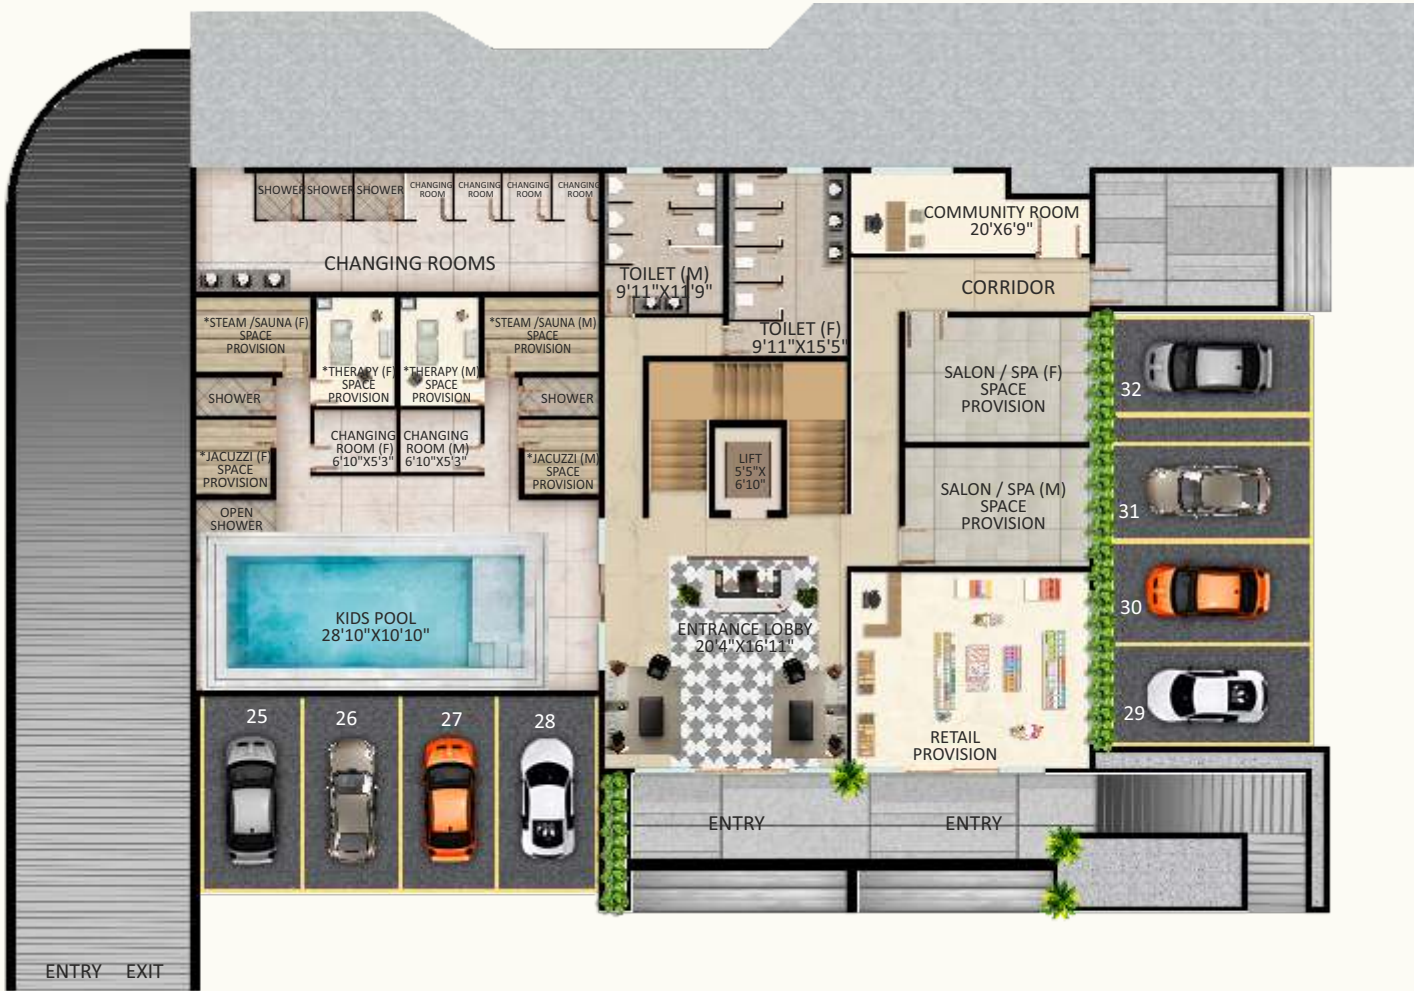 SHOWER SHOWER SHOWER
CHANGING
ROOM
CHANGING
ROOM
CHANGING
ROOM
CHANGING
ROOM
CHANGING ROOMS
TOILET (M)
9'11"X11'9"
TOILET (F)
9'11"X15'5"
COMMUNITY ROOM
20'X6'9"
CORRIDOR
*STEAM /SAUNA (F)
SPACE
PROVISION
*THERAPY (F)
SPACE
PROVISION
*THERAPY (M)
SPACE
PROVISION
*STEAM /SAUNA (M)
SPACE
PROVISION
SHOWER
SHOWER
CHANGING
ROOM (F)
6'10"X5'3"
CHANGING
ROOM (M)
6'10"X5'3"
*JACUZZI (F)
SPACE
PROVISION
*JACUZZI (M)
SPACE
PROVISION
OPEN
SHOWER
LIFT
5'5"X
6'10"
SALON / SPA (F)
SPACE
PROVISION
SALON / SPA (M)
SPACE
PROVISION
32
31
30
29
KIDS POOL
28'10"X10'10"
ENTRANCE LOBBY
20'4"X16'11"
RETAIL
PROVISION
25
26
27
28
ENTRY
ENTRY
ENTRY EXIT